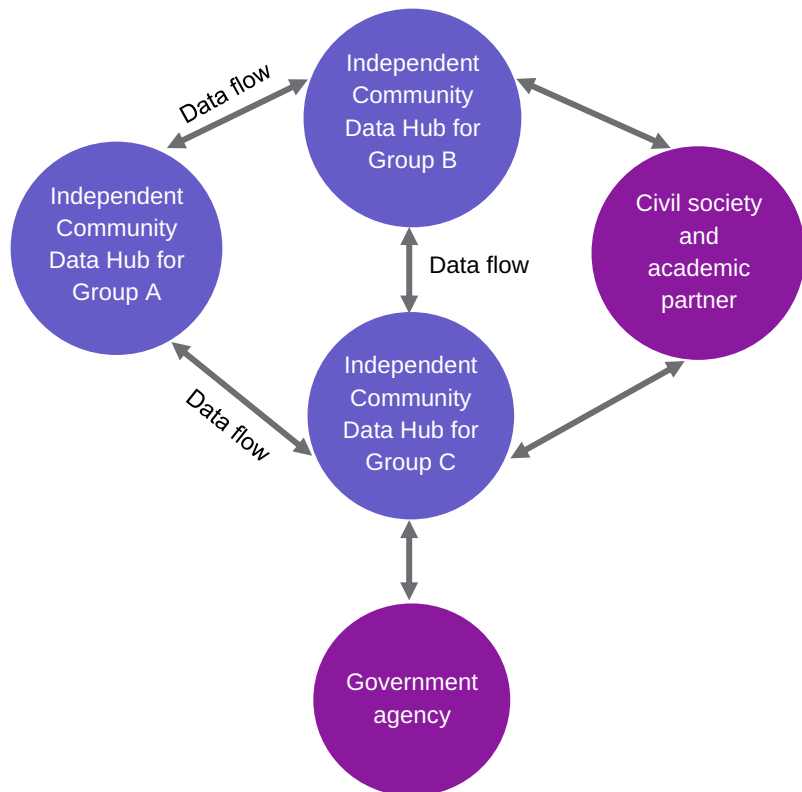 Data flow
Independent
Community
Data Hub for
Group B
Independent
Community
Data Hub for
Group A
Civil society
and
academic
partner
Data flow
Independent
Community
Data Hub for
Group C
Data flow
Government
agency